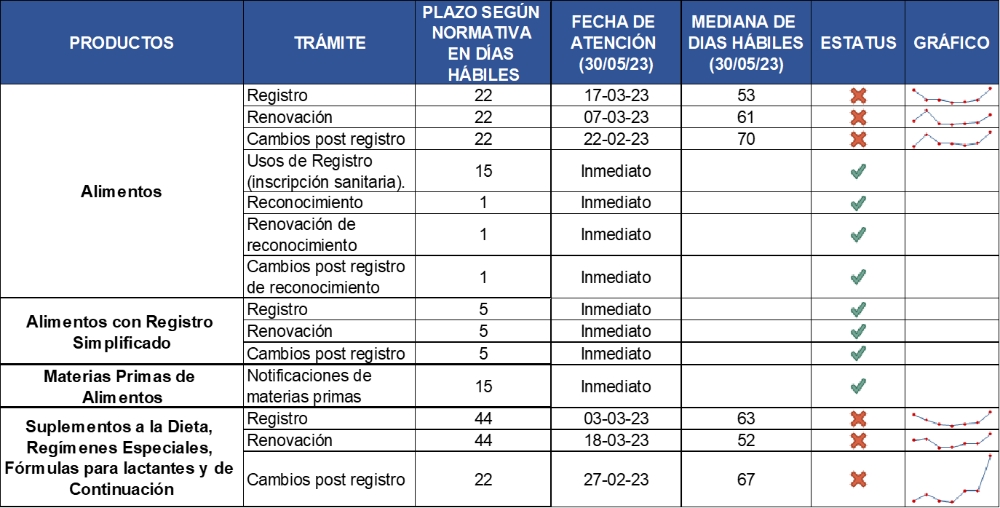 PRODUCTOS
TRÁMITE
PLAZO SEGÚN
NORMATIVA
EN DÍAS
HÁBILES
FECHA DE
ATENCIÓN
(30/05/23)
MEDIANA DE
DIAS HÁBILES
(30/05/23)
ESTATUS
GRÁFICO
Alimentos
Registro 22 17-03-23 53
Renovación 22 07-03-23 61
Cambios post registro 22 22-02-23 70
Usos de Registro
(inscripción sanitaria).
15 Inmediato
Reconocimiento 1 Inmediato
Renovación de
reconocimiento
1 Inmediato
Cambios post registro
de reconocimiento
1 Inmediato
Alimentos con Registro
Simplificado
Registro 5 Inmediato
Renovación 5 Inmediato
Cambios post registro 5 Inmediato
Materias Primas de
Alimentos
Notificaciones de
materias primas
15 Inmediato
Suplementos a la Dieta,
Regímenes Especiales,
Fórmulas para lactantes y de
Continuación
Registro 44 03-03-23 63
Renovación 44 18-03-23 52
Cambios post registro 22 27-02-23 67